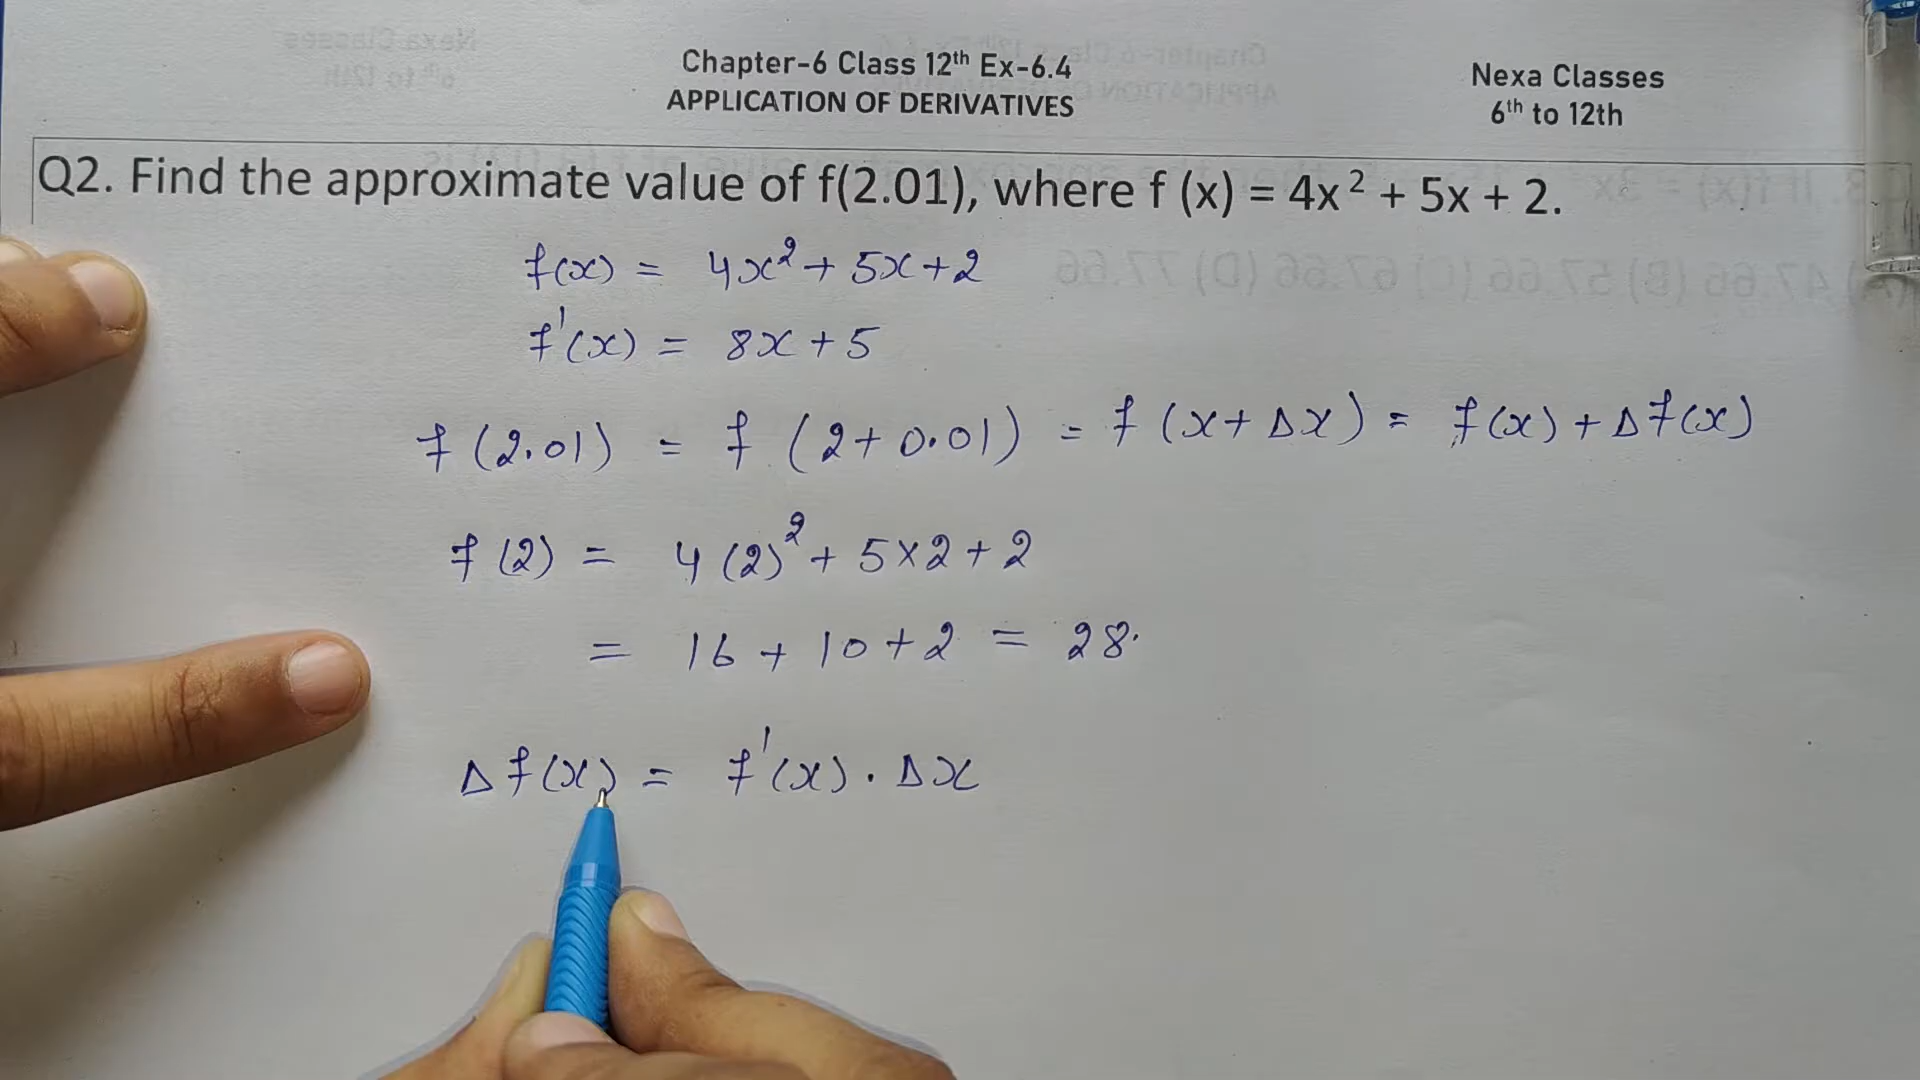 Chapter-6 Class 12th Ex-6.4
APPLICATION OF DERIVATIVES
Nexa Classes
6th to 12th
Q2. Find the approximate value of f(2.01), where f (x) = 4x² + 5x + 2.
f(x) = 4x² + 5x + 2
f'(x) = 8x + 5
f (2.01) = f (2 + 0.01) = f (x + Δx) = f(x) + Δf(x)
f (2) = 4 (2)² + 5 × 2 + 2
= 16 + 10 + 2 = 28.
Δ f(x) = f'(x) . Δx